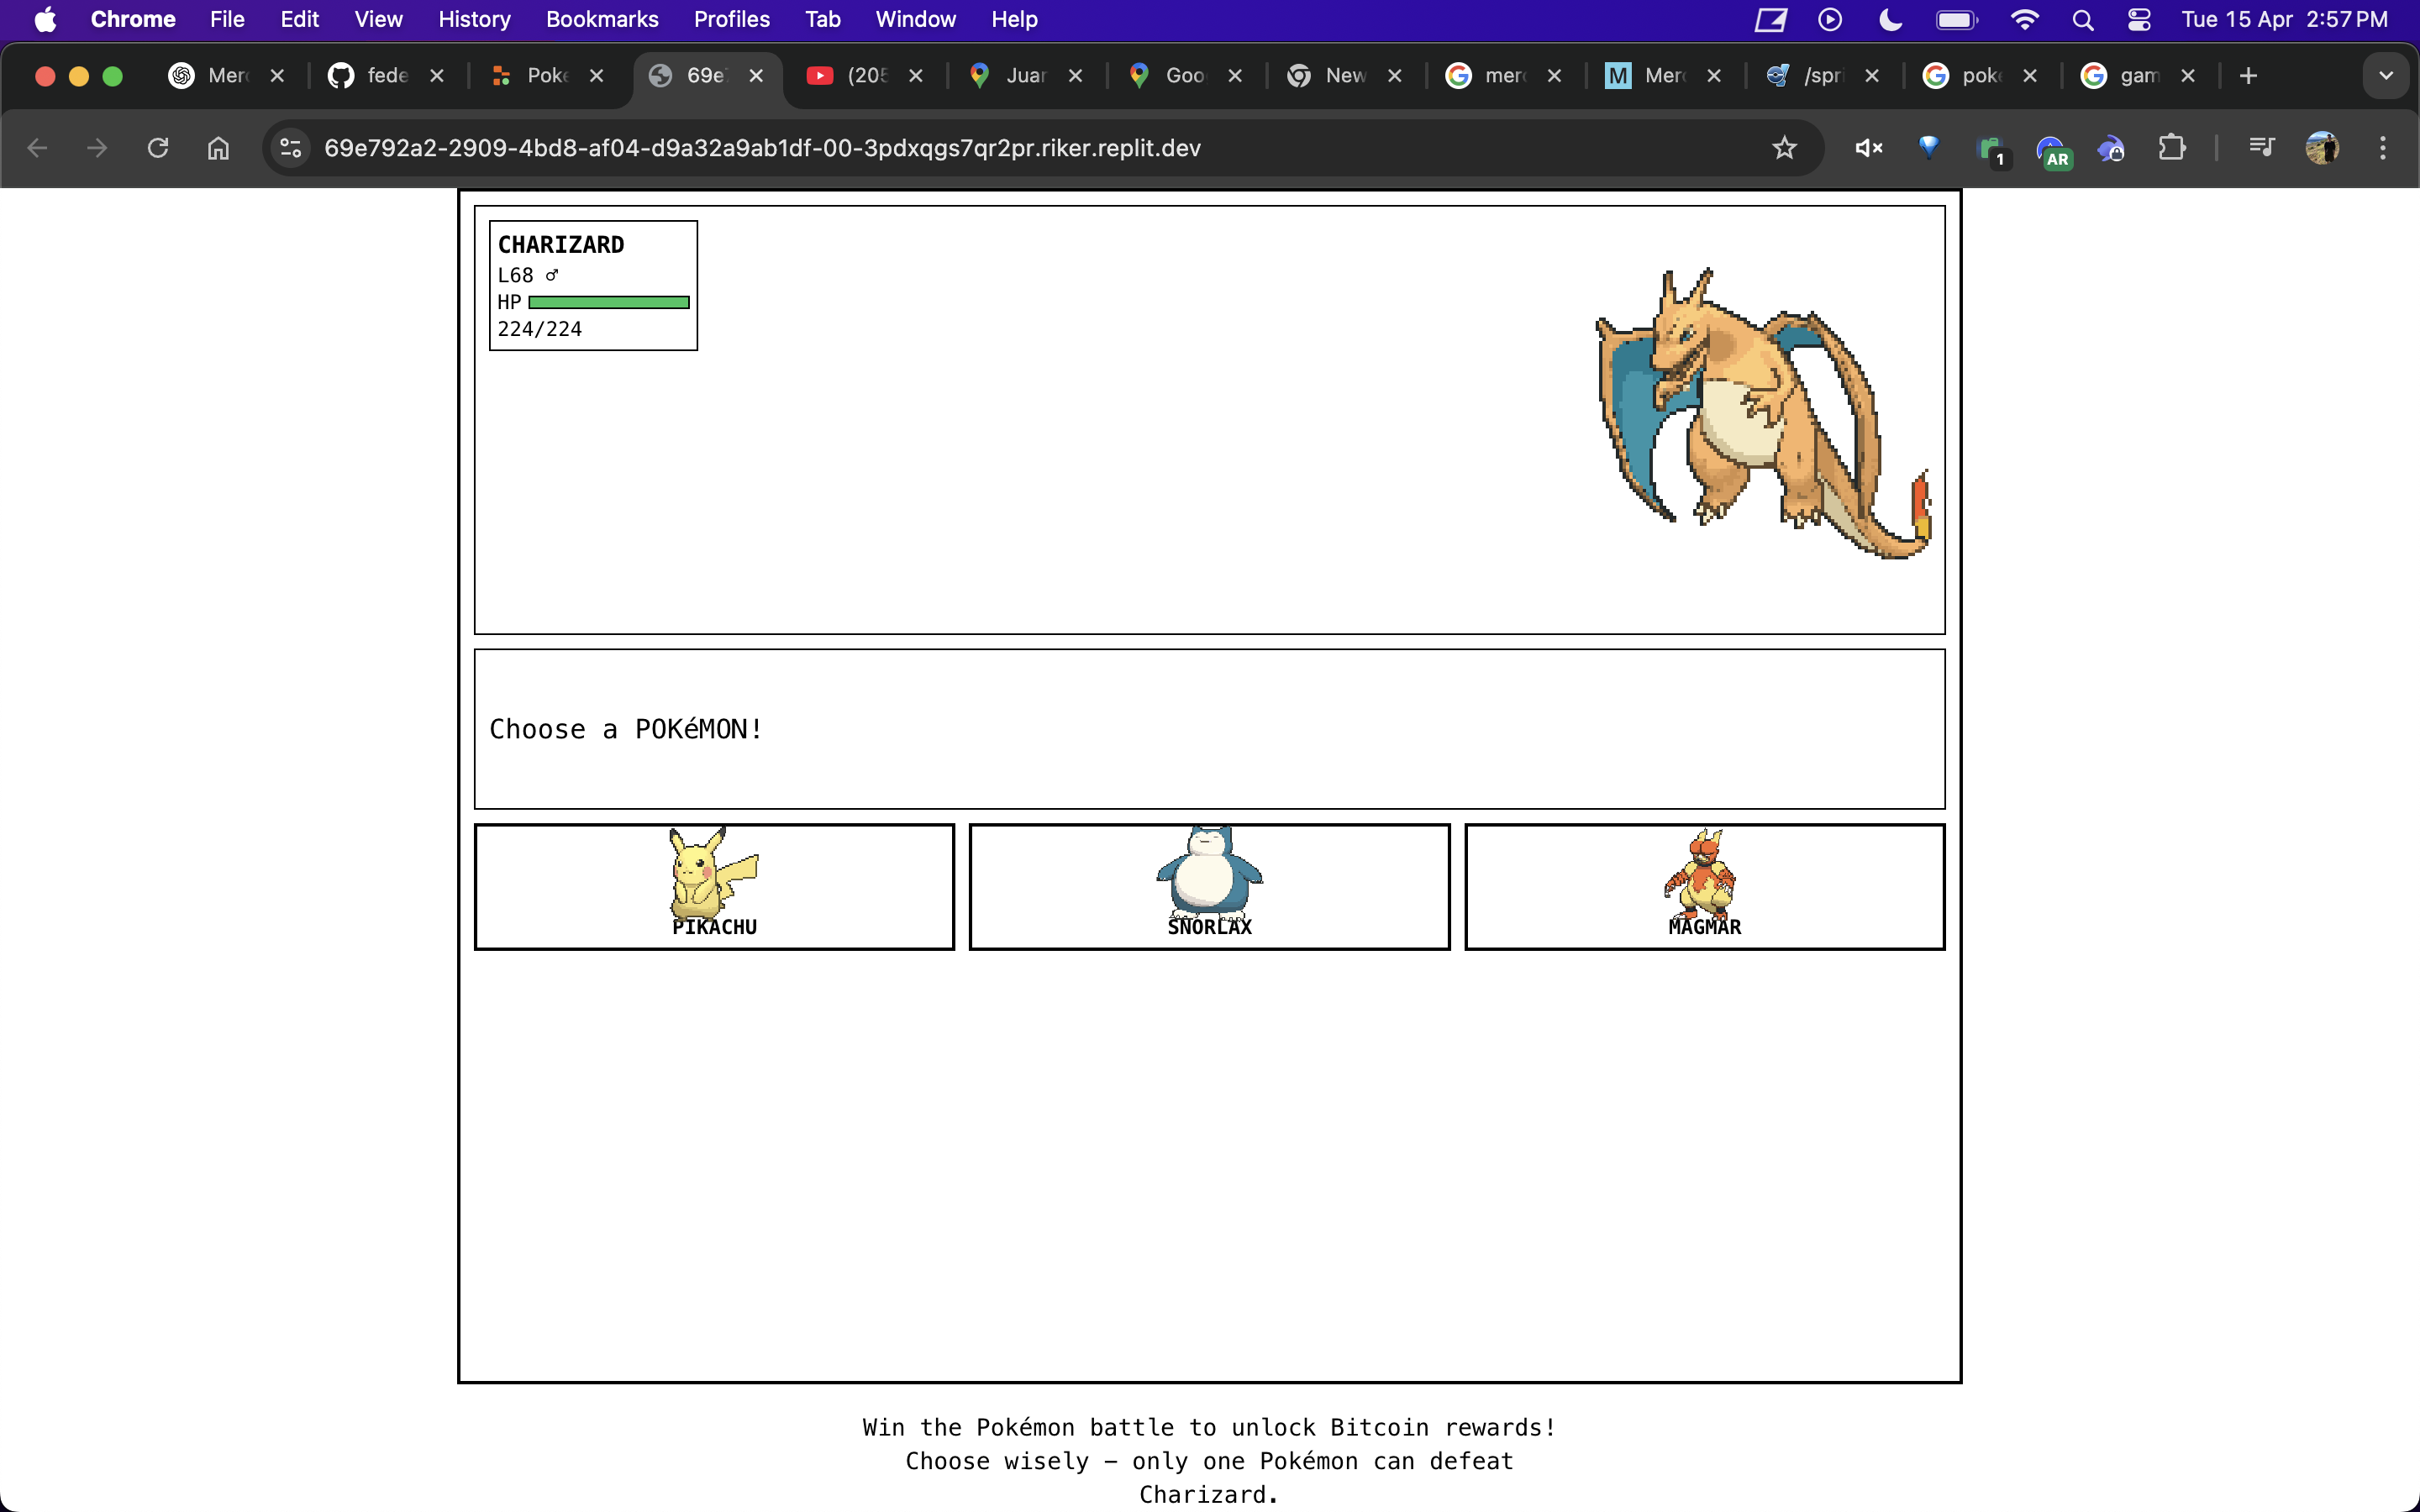 Chrome File Edit View History Bookmarks Profiles Tab Window Help Tue 15 Apr 2:57 PM
Merc fede Poke 69e (205 Juar Goo New merc M Merc /spri poke gam
69e792a2-2909-4bd8-af04-d9a32a9ab1df-00-3pdxqgs7qr2pr.riker.replit.dev 1 AR
CHARIZARD
L68 ♂
HP
224/224
Choose a POKéMON!
PIKACHU SNORLAX MAGMAR
Win the Pokémon battle to unlock Bitcoin rewards!
Choose wisely – only one Pokémon can defeat
Charizard.